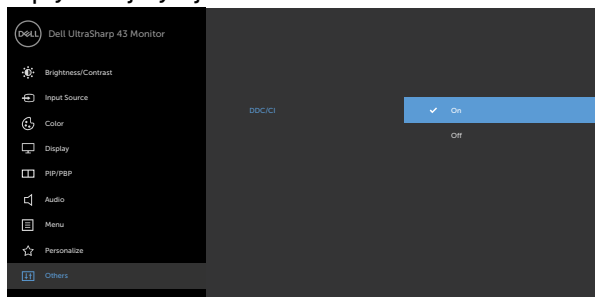 DELL Dell UltraSharp 43 Monitor
Brightness/Contrast
Input Source
Color
DDC/CI
On
Display
Off
PIP/PBP
Audio
Menu
Personalize
Others